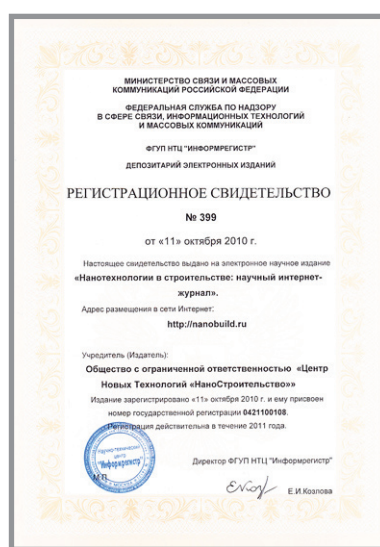 МИНИСТЕРСТВО СВЯЗИ И МАССОВЫХ
КОММУНИКАЦИЙ РОССИЙСКОЙ ФЕДЕРАЦИИ
ФЕДЕРАЛЬНАЯ СЛУЖБА ПО НАДЗОРУ
В СФЕРЕ СВЯЗИ, ИНФОРМАЦИОННЫХ ТЕХНОЛОГИЙ
И МАССОВЫХ КОММУНИКАЦИЙ
ФГУП НТЦ "ИНФОРМРЕГИСТР"
ДЕПОЗИТАРИЙ ЭЛЕКТРОННЫХ ИЗДАНИЙ
РЕГИСТРАЦИОННОЕ СВИДЕТЕЛЬСТВО
№ 399
от «11» октября 2010 г.
Настоящее свидетельство выдано на электронное научное издание
«Нанотехнологии в строительстве: научный интернет-
журнал».
Адрес размещения в сети Интернет:
http://nanobuild.ru
Учредитель (Издатель):
Общество с ограниченной ответственностью «Центр
Новых Технологий «НаноСтроительство»»
Издание зарегистрировано «11» октября 2010 г. и ему присвоен
номер государственной регистрации 0421100108.
Регистрация действительна в течение 2011 года.
Научно-технический
центр
"Информрегистр"
М.П.
Директор ФГУП НТЦ "Информрегистр"
Е.И.Козлова